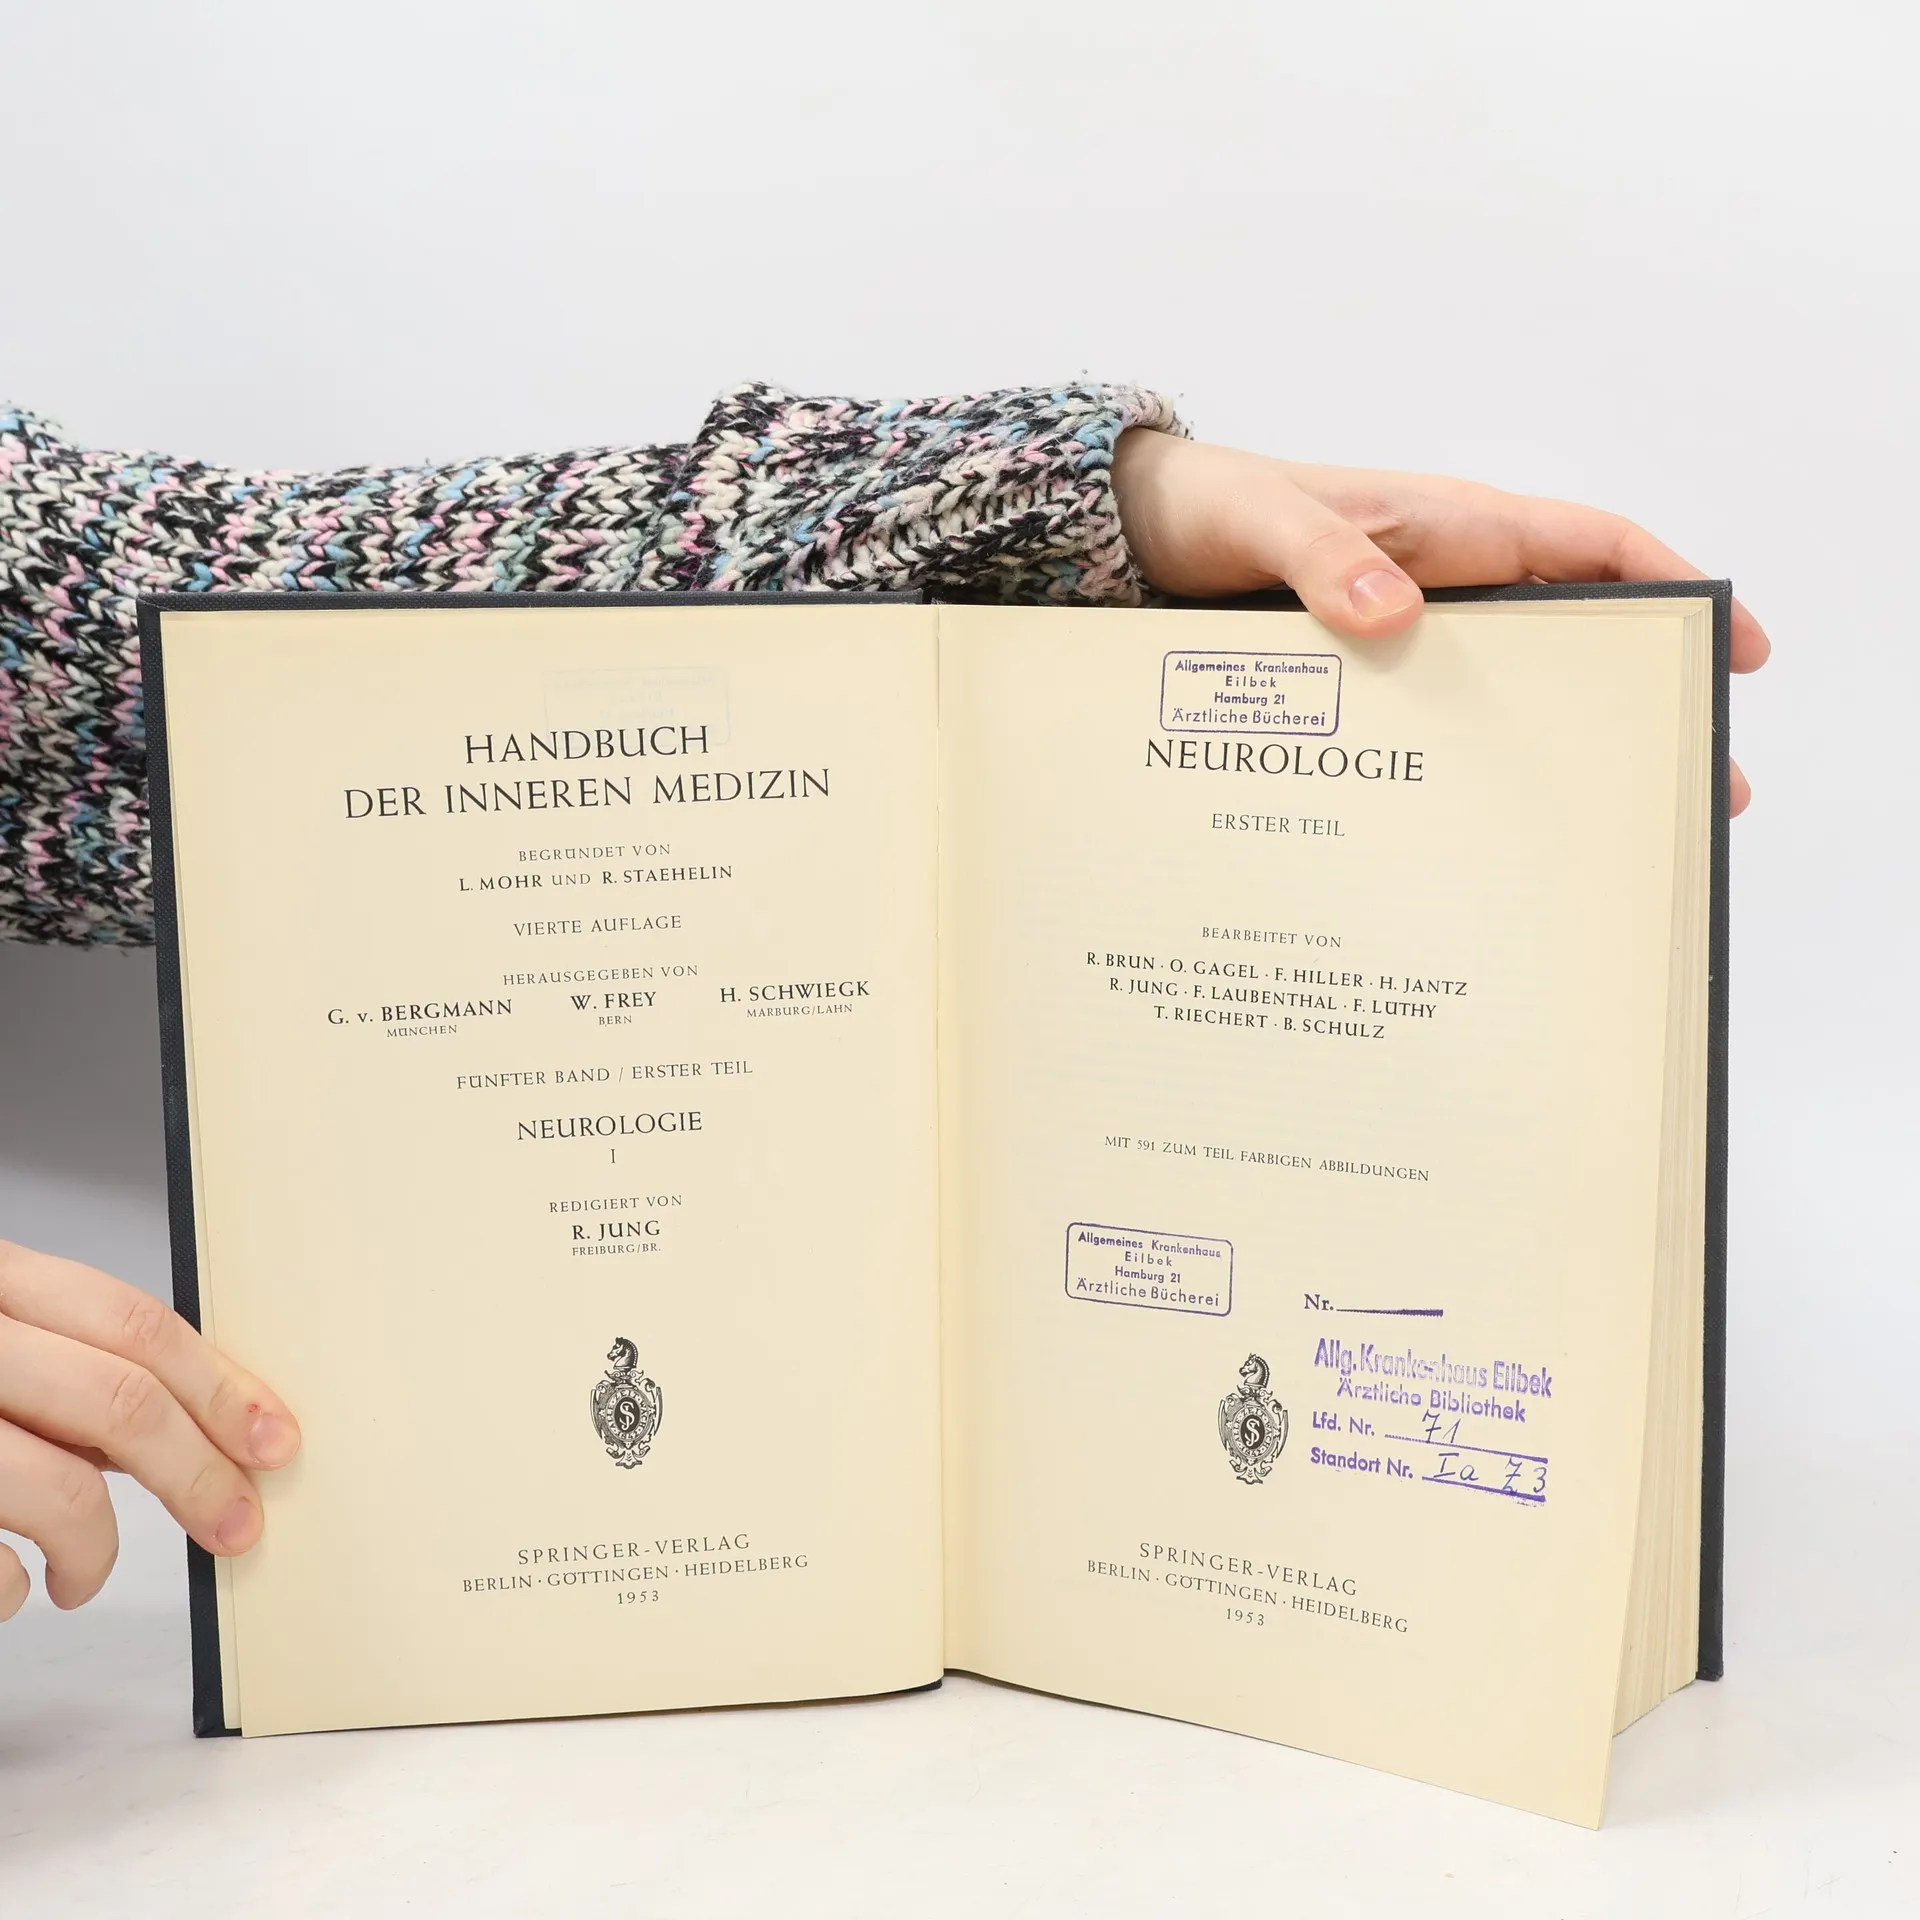 HANDBUCH
DER INNEREN MEDIZIN
BEGRÜNDET VON
L. MOHR UND R. STAEHELIN
VIERTE AUFLAGE
HERAUSGEGEBEN VON
G. v. BERGMANN W. FREY H. SCHWIEGK
MÜNCHEN BERN MARBURG/LAHN
FÜNFTER BAND / ERSTER TEIL
NEUROLOGIE
I
REDIGIERT VON
R. JUNG
FREIBURG/BR.
SPRINGER-VERLAG
BERLIN · GÖTTINGEN · HEIDELBERG
1953
Allgemeines Krankenhaus
Eilbek
Hamburg 21
Ärztliche Bücherei
NEUROLOGIE
ERSTER TEIL
BEARBEITET VON
R. BRUN · O. GAGEL · F. HILLER · H. JANTZ
R. JUNG · F. LAUBENTHAL · F. LÜTHY
T. RIECHERT · B. SCHULZ
MIT 591 ZUM TEIL FARBIGEN ABBILDUNGEN
Allgemeines Krankenhaus
Eilbek
Hamburg 21
Ärztliche Bücherei
Nr.
Allg. Krankenhaus Eilbek
Ärztliche Bibliothek
Lfd. Nr. 71
Standort Nr. Ia Z3
SPRINGER-VERLAG
BERLIN · GÖTTINGEN · HEIDELBERG
1953